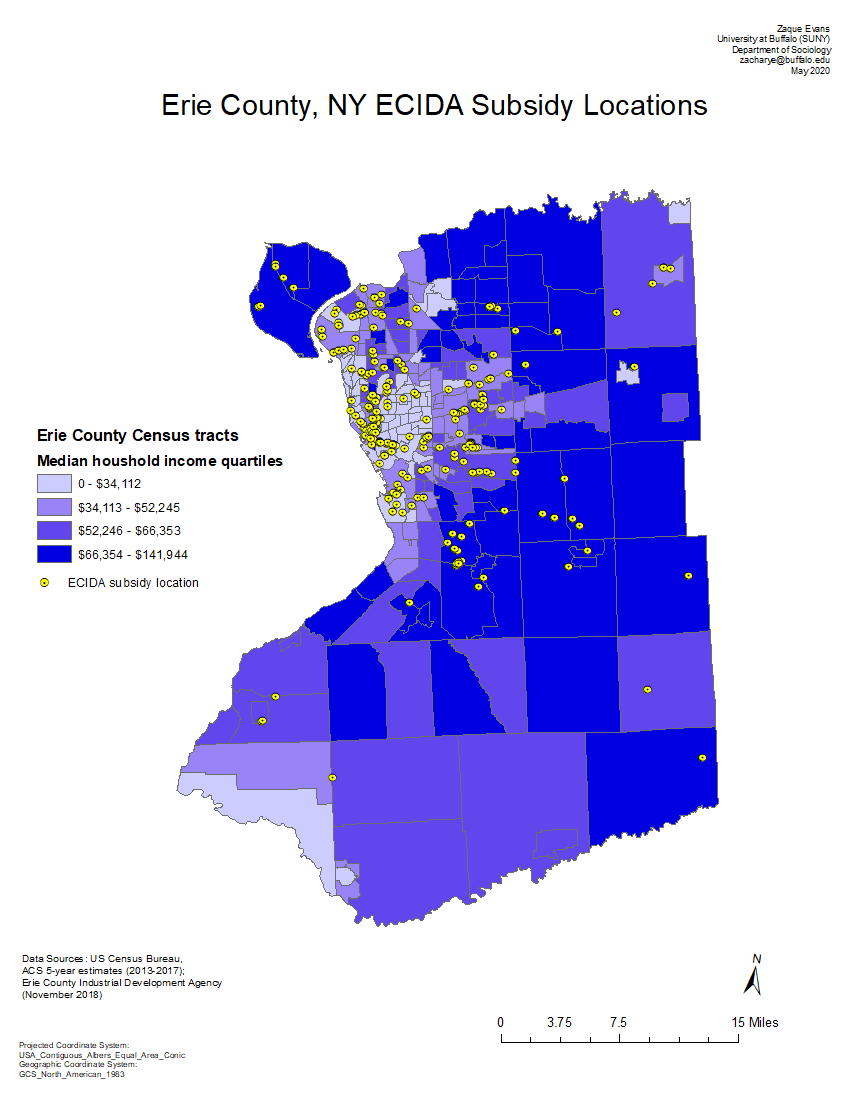 Zaque Evans
University at Buffalo (SUNY)
Department of Sociology
zacharye@buffalo.edu
May 2020
Erie County, NY ECIDA Subsidy Locations
Erie County Census tracts
Median houshold income quartiles
0 - $34,112
$34,113 - $52,245
$52,246 - $66,353
$66,354 - $141,944
ECIDA subsidy location
Data Sources: US Census Bureau,
ACS 5-year estimates (2013-2017);
Erie County Industrial Development Agency
(November 2018)
N
0 3.75 7.5 15 Miles
Projected Coordinate System:
USA_Contiguous_Albers_Equal_Area_Conic
Geographic Coordinate System:
GCS_North_American_1983